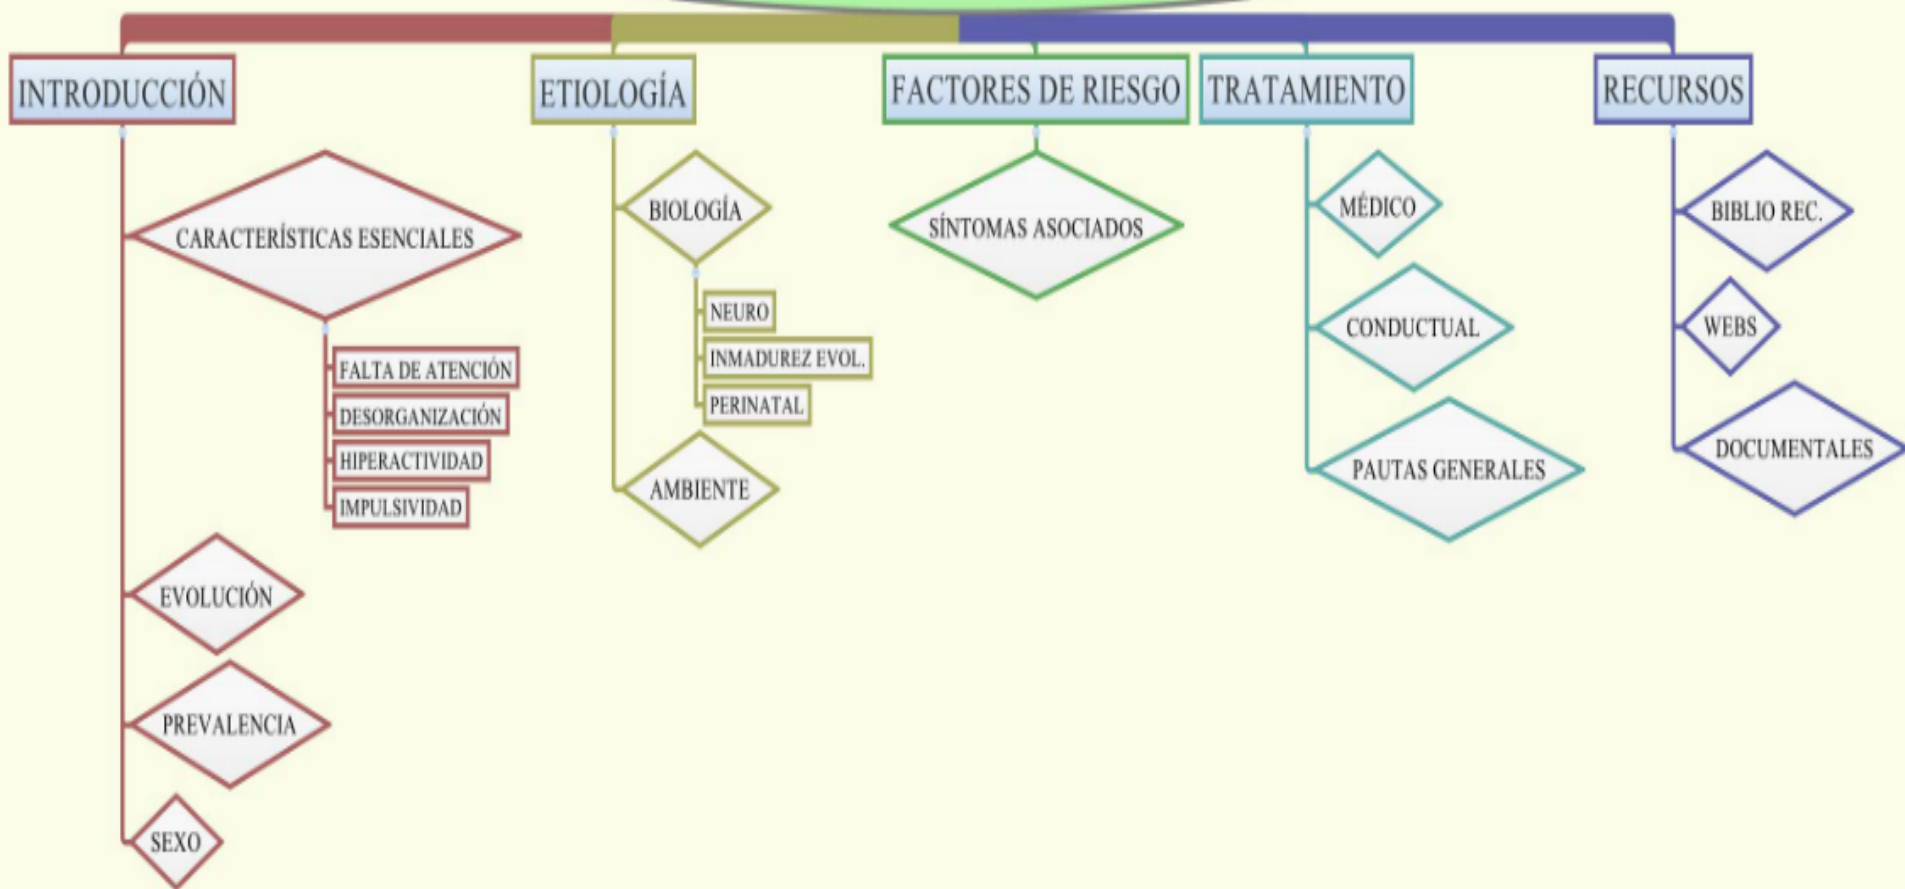 INTRODUCCIÓN
CARACTERÍSTICAS ESENCIALES
FALTA DE ATENCIÓN
DESORGANIZACIÓN
HIPERACTIVIDAD
IMPULSIVIDAD
EVOLUCIÓN
PREVALENCIA
SEXO
ETIOLOGÍA
BIOLOGÍA
NEURO
INMADUREZ EVOL.
PERINATAL
AMBIENTE
FACTORES DE RIESGO
SÍNTOMAS ASOCIADOS
TRATAMIENTO
MÉDICO
CONDUCTUAL
PAUTAS GENERALES
RECURSOS
BIBLIO REC.
WEBS
DOCUMENTALES